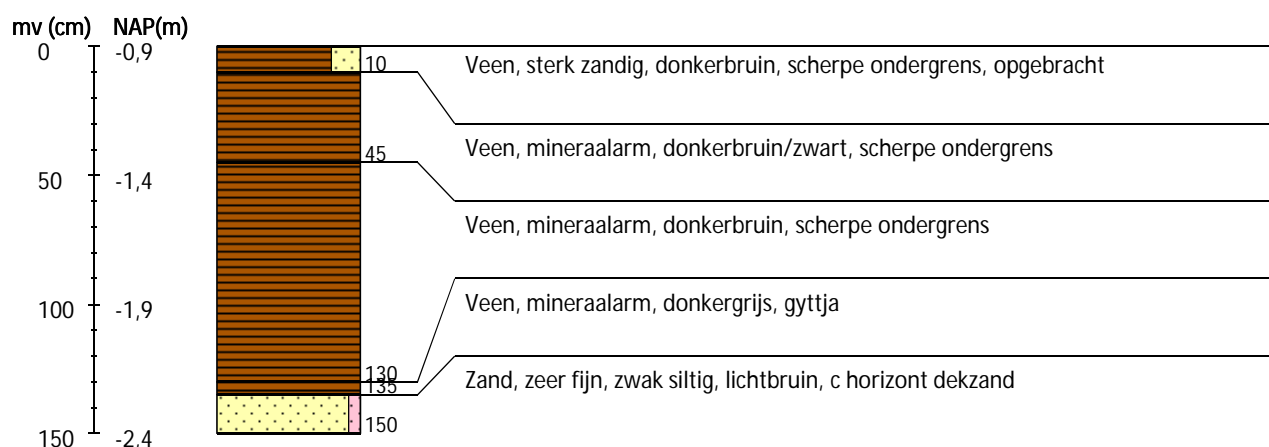 mv (cm) NAP(m)
0 -0,9
10 Veen, sterk zandig, donkerbruin, scherpe ondergrens, opgebracht
45 Veen, mineraalarm, donkerbruin/zwart, scherpe ondergrens
50 -1,4
Veen, mineraalarm, donkerbruin, scherpe ondergrens
100 -1,9
Veen, mineraalarm, donkergrijs, gyttja
130
135
Zand, zeer fijn, zwak siltig, lichtbruin, c horizont dekzand
150
150 -2,4